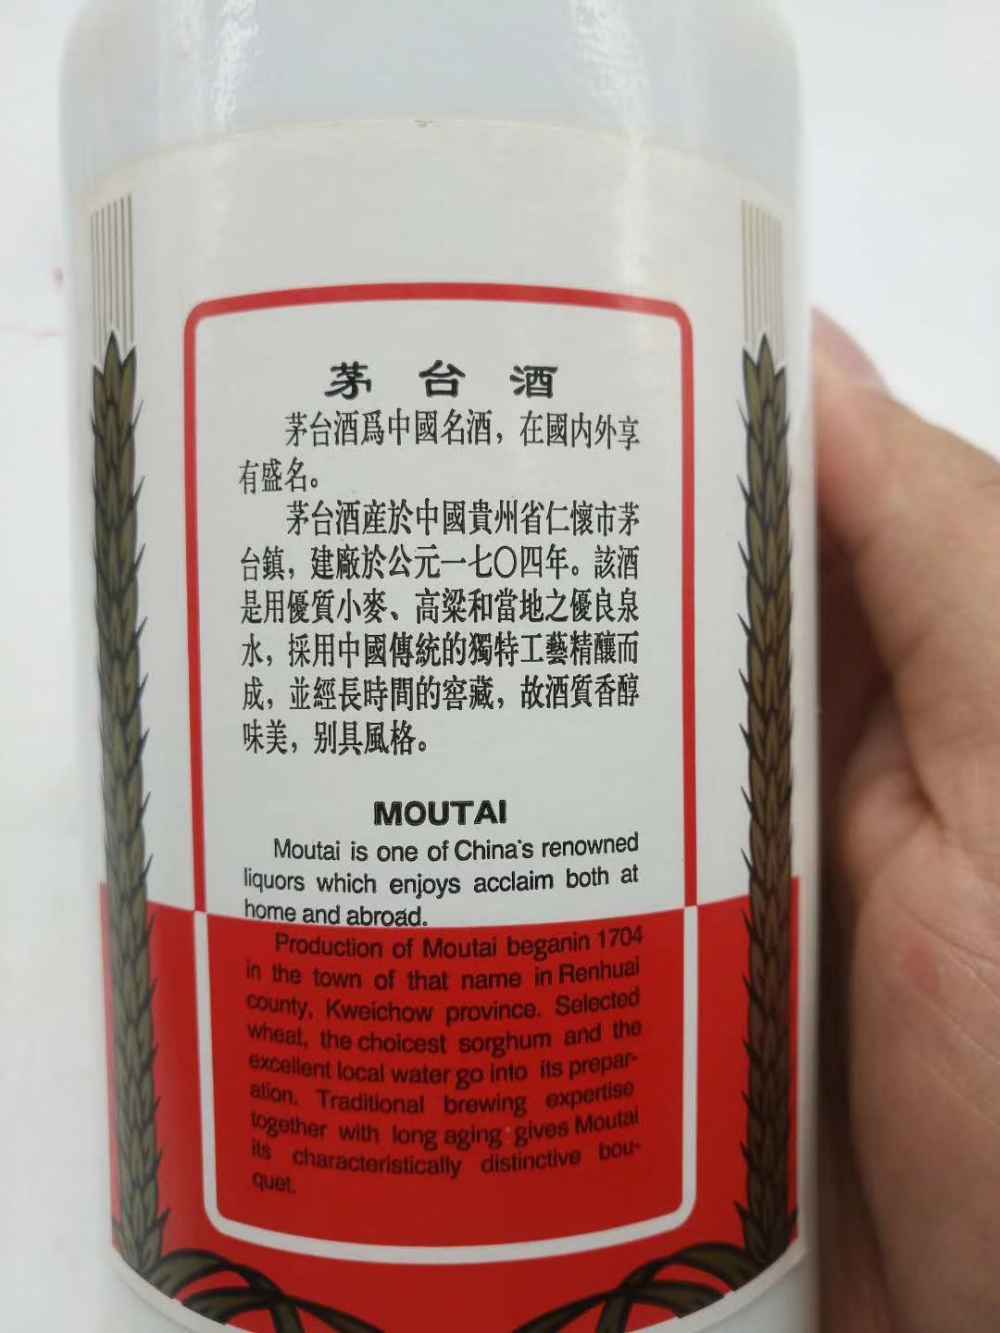 茅台酒
茅台酒爲中國名酒，在國内外享
有盛名。
茅台酒産於中國貴州省仁懷市茅
台鎮，建廠於公元一七〇四年。該酒
是用優質小麥、高粱和當地之優良泉
水，採用中國傳統的獨特工藝精釀而
成，並經長時間的窖藏，故酒質香醇
味美，别具風格。
MOUTAI
Moutai is one of China's renowned
liquors which enjoys acclaim both at
home and abroad.
Production of Moutai beganin 1704
in the town of that name in Renhuai
county, Kweichow province. Selected
wheat, the choicest sorghum and the
excellent local water go into its prepar-
ation. Traditional brewing expertise
together with long aging gives Moutai
its characteristically distinctive bou-
quet.